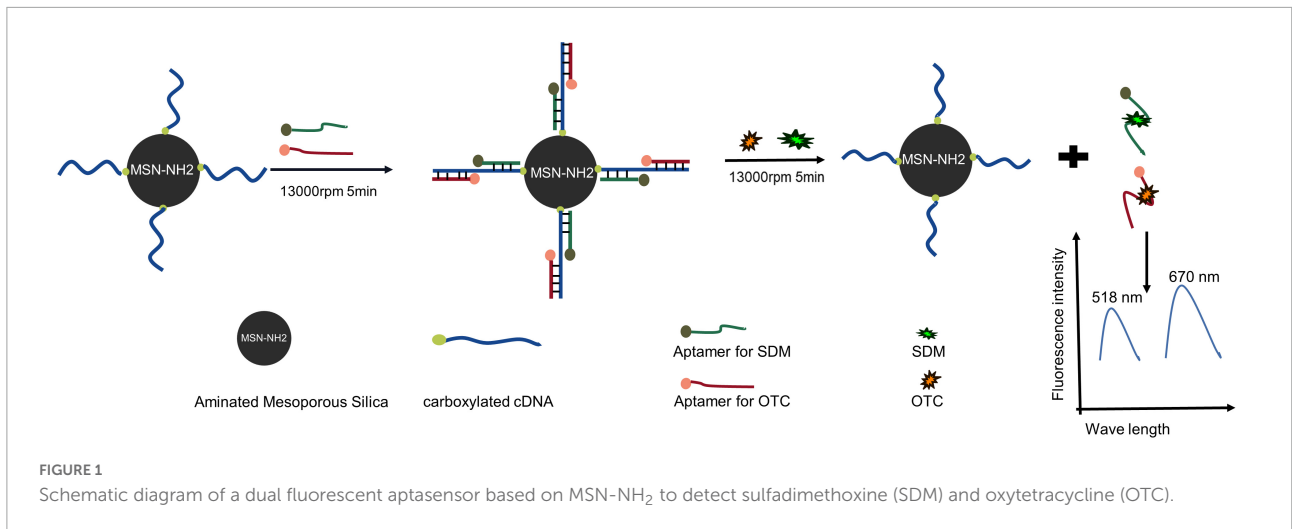 MSN-NH2
13000rpm 5min
MSN-NH2
13000rpm 5min
MSN-NH2
Fluorescence intensity
518 nm
670 nm
Wave length
MSN-NH2
Aminated Mesoporous Silica
carboxylated cDNA
Aptamer for SDM
Aptamer for OTC
SDM
OTC
FIGURE 1
Schematic diagram of a dual fluorescent aptasensor based on MSN-NH₂ to detect sulfadimethoxine (SDM) and oxytetracycline (OTC).